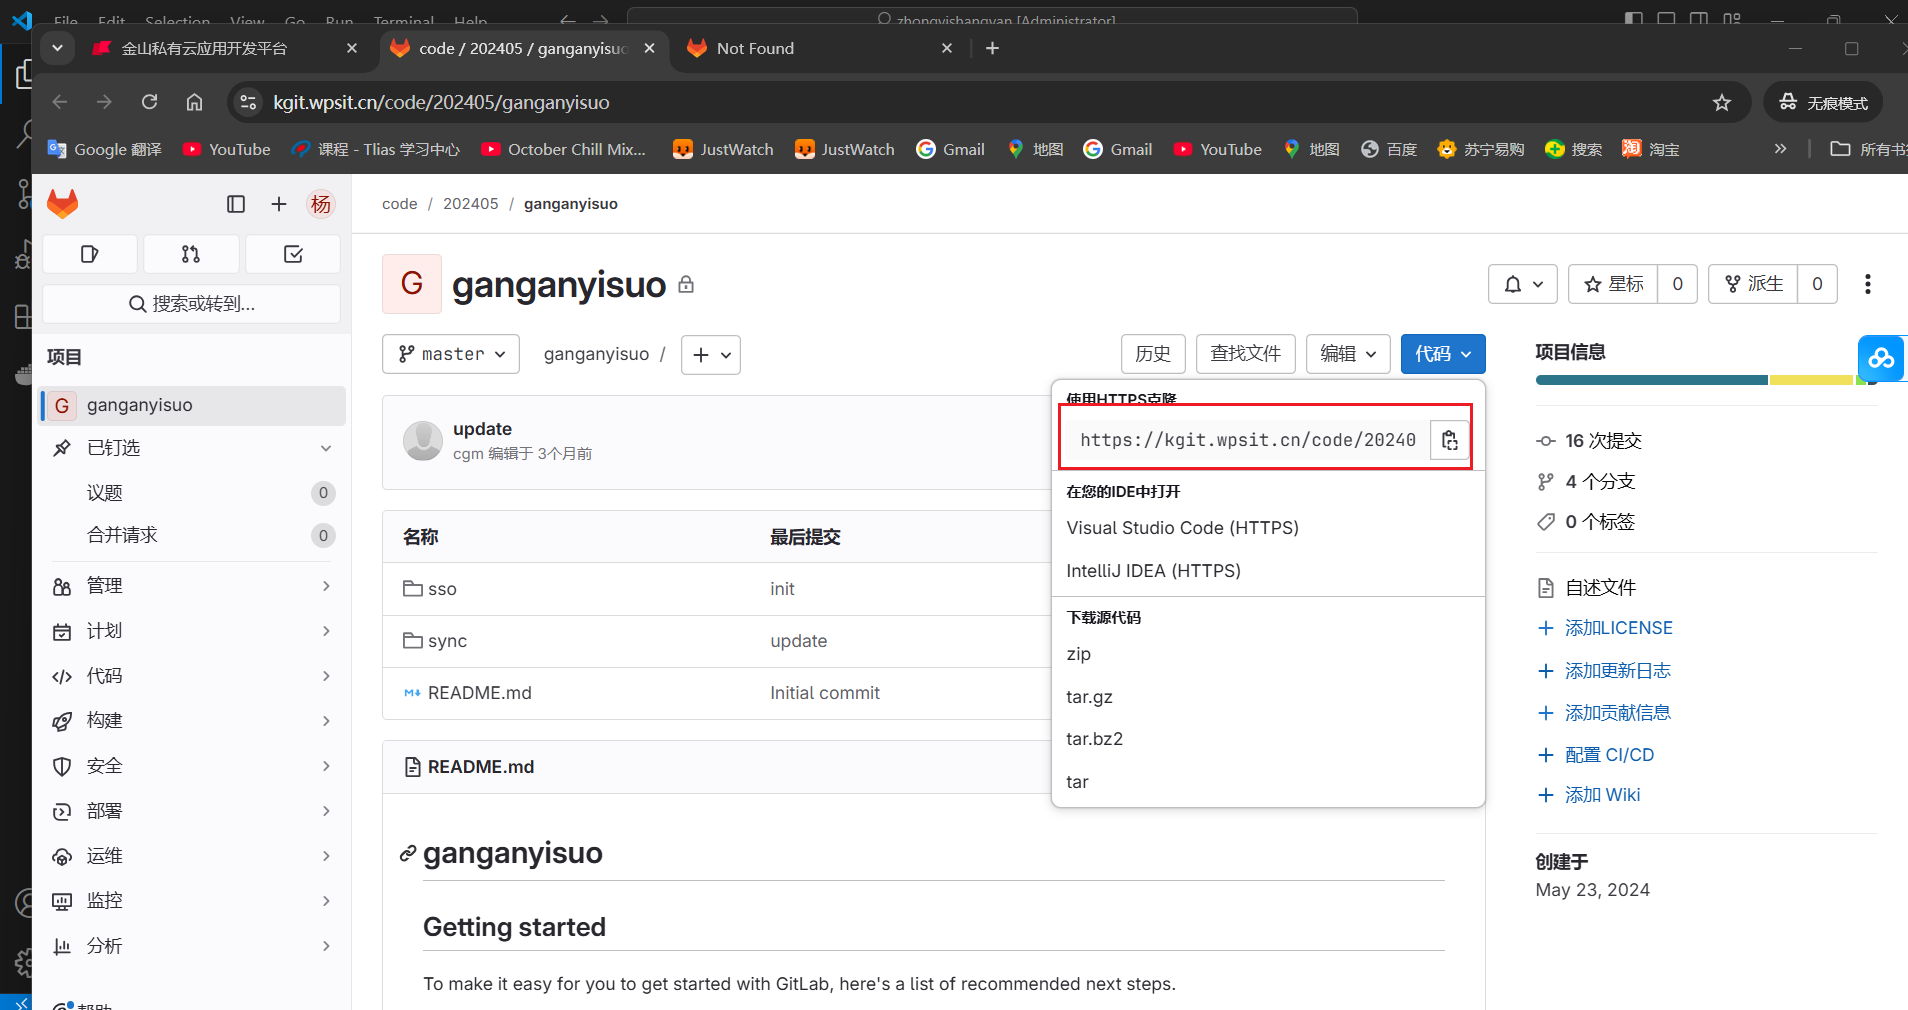 File Edit Selection View Go Run Terminal Help
zhongyishangyan [Administrator]
金山私有云应用开发平台
code / 202405 / ganganyisuo
Not Found
kgit.wpsit.cn/code/202405/ganganyisuo
无痕模式
Google 翻译
YouTube
课程 - Tlias 学习中心
October Chill Mix...
JustWatch
JustWatch
Gmail
地图
Gmail
YouTube
地图
百度
苏宁易购
搜索
淘宝
所有书
杨
code / 202405 / ganganyisuo
搜索或转到...
项目
G ganganyisuo
已钉选
议题 0
合并请求 0
管理
计划
代码
构建
安全
部署
运维
监控
分析
帮助
G
ganganyisuo
星标 0
派生 0
master
ganganyisuo /
历史
查找文件
编辑
代码
update
cgm 编辑于 3个月前
名称 最后提交
sso init
sync update
README.md Initial commit
README.md
ganganyisuo
Getting started
To make it easy for you to get started with GitLab, here's a list of recommended next steps.
使用HTTPS克隆
https://kgit.wpsit.cn/code/20240
在您的IDE中打开
Visual Studio Code (HTTPS)
IntelliJ IDEA (HTTPS)
下载源代码
zip
tar.gz
tar.bz2
tar
项目信息
16 次提交
4 个分支
0 个标签
自述文件
添加LICENSE
添加更新日志
添加贡献信息
配置 CI/CD
添加 Wiki
创建于
May 23, 2024